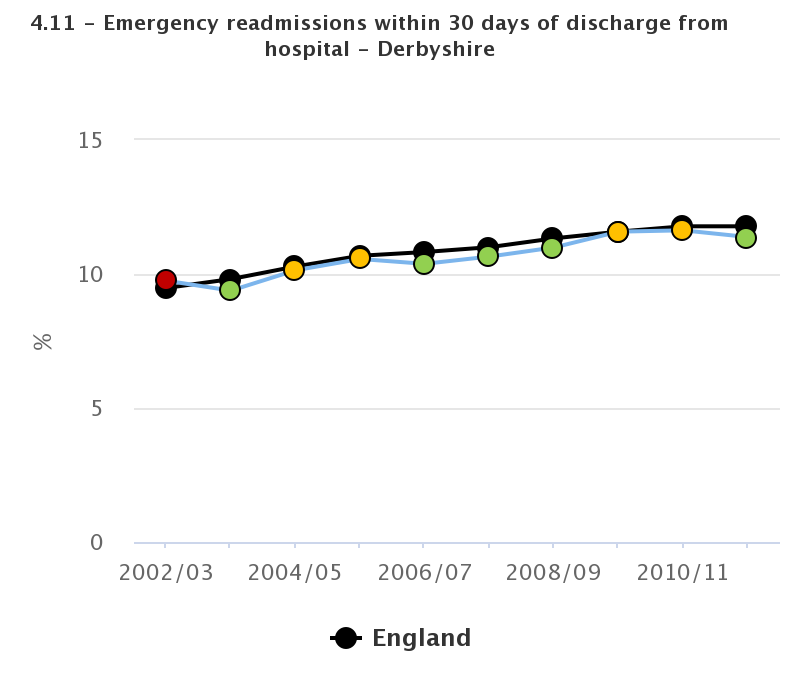 4.11 – Emergency readmissions within 30 days of discharge from
hospital – Derbyshire
15
10
%
5
0
2002/03 2004/05 2006/07 2008/09 2010/11
England